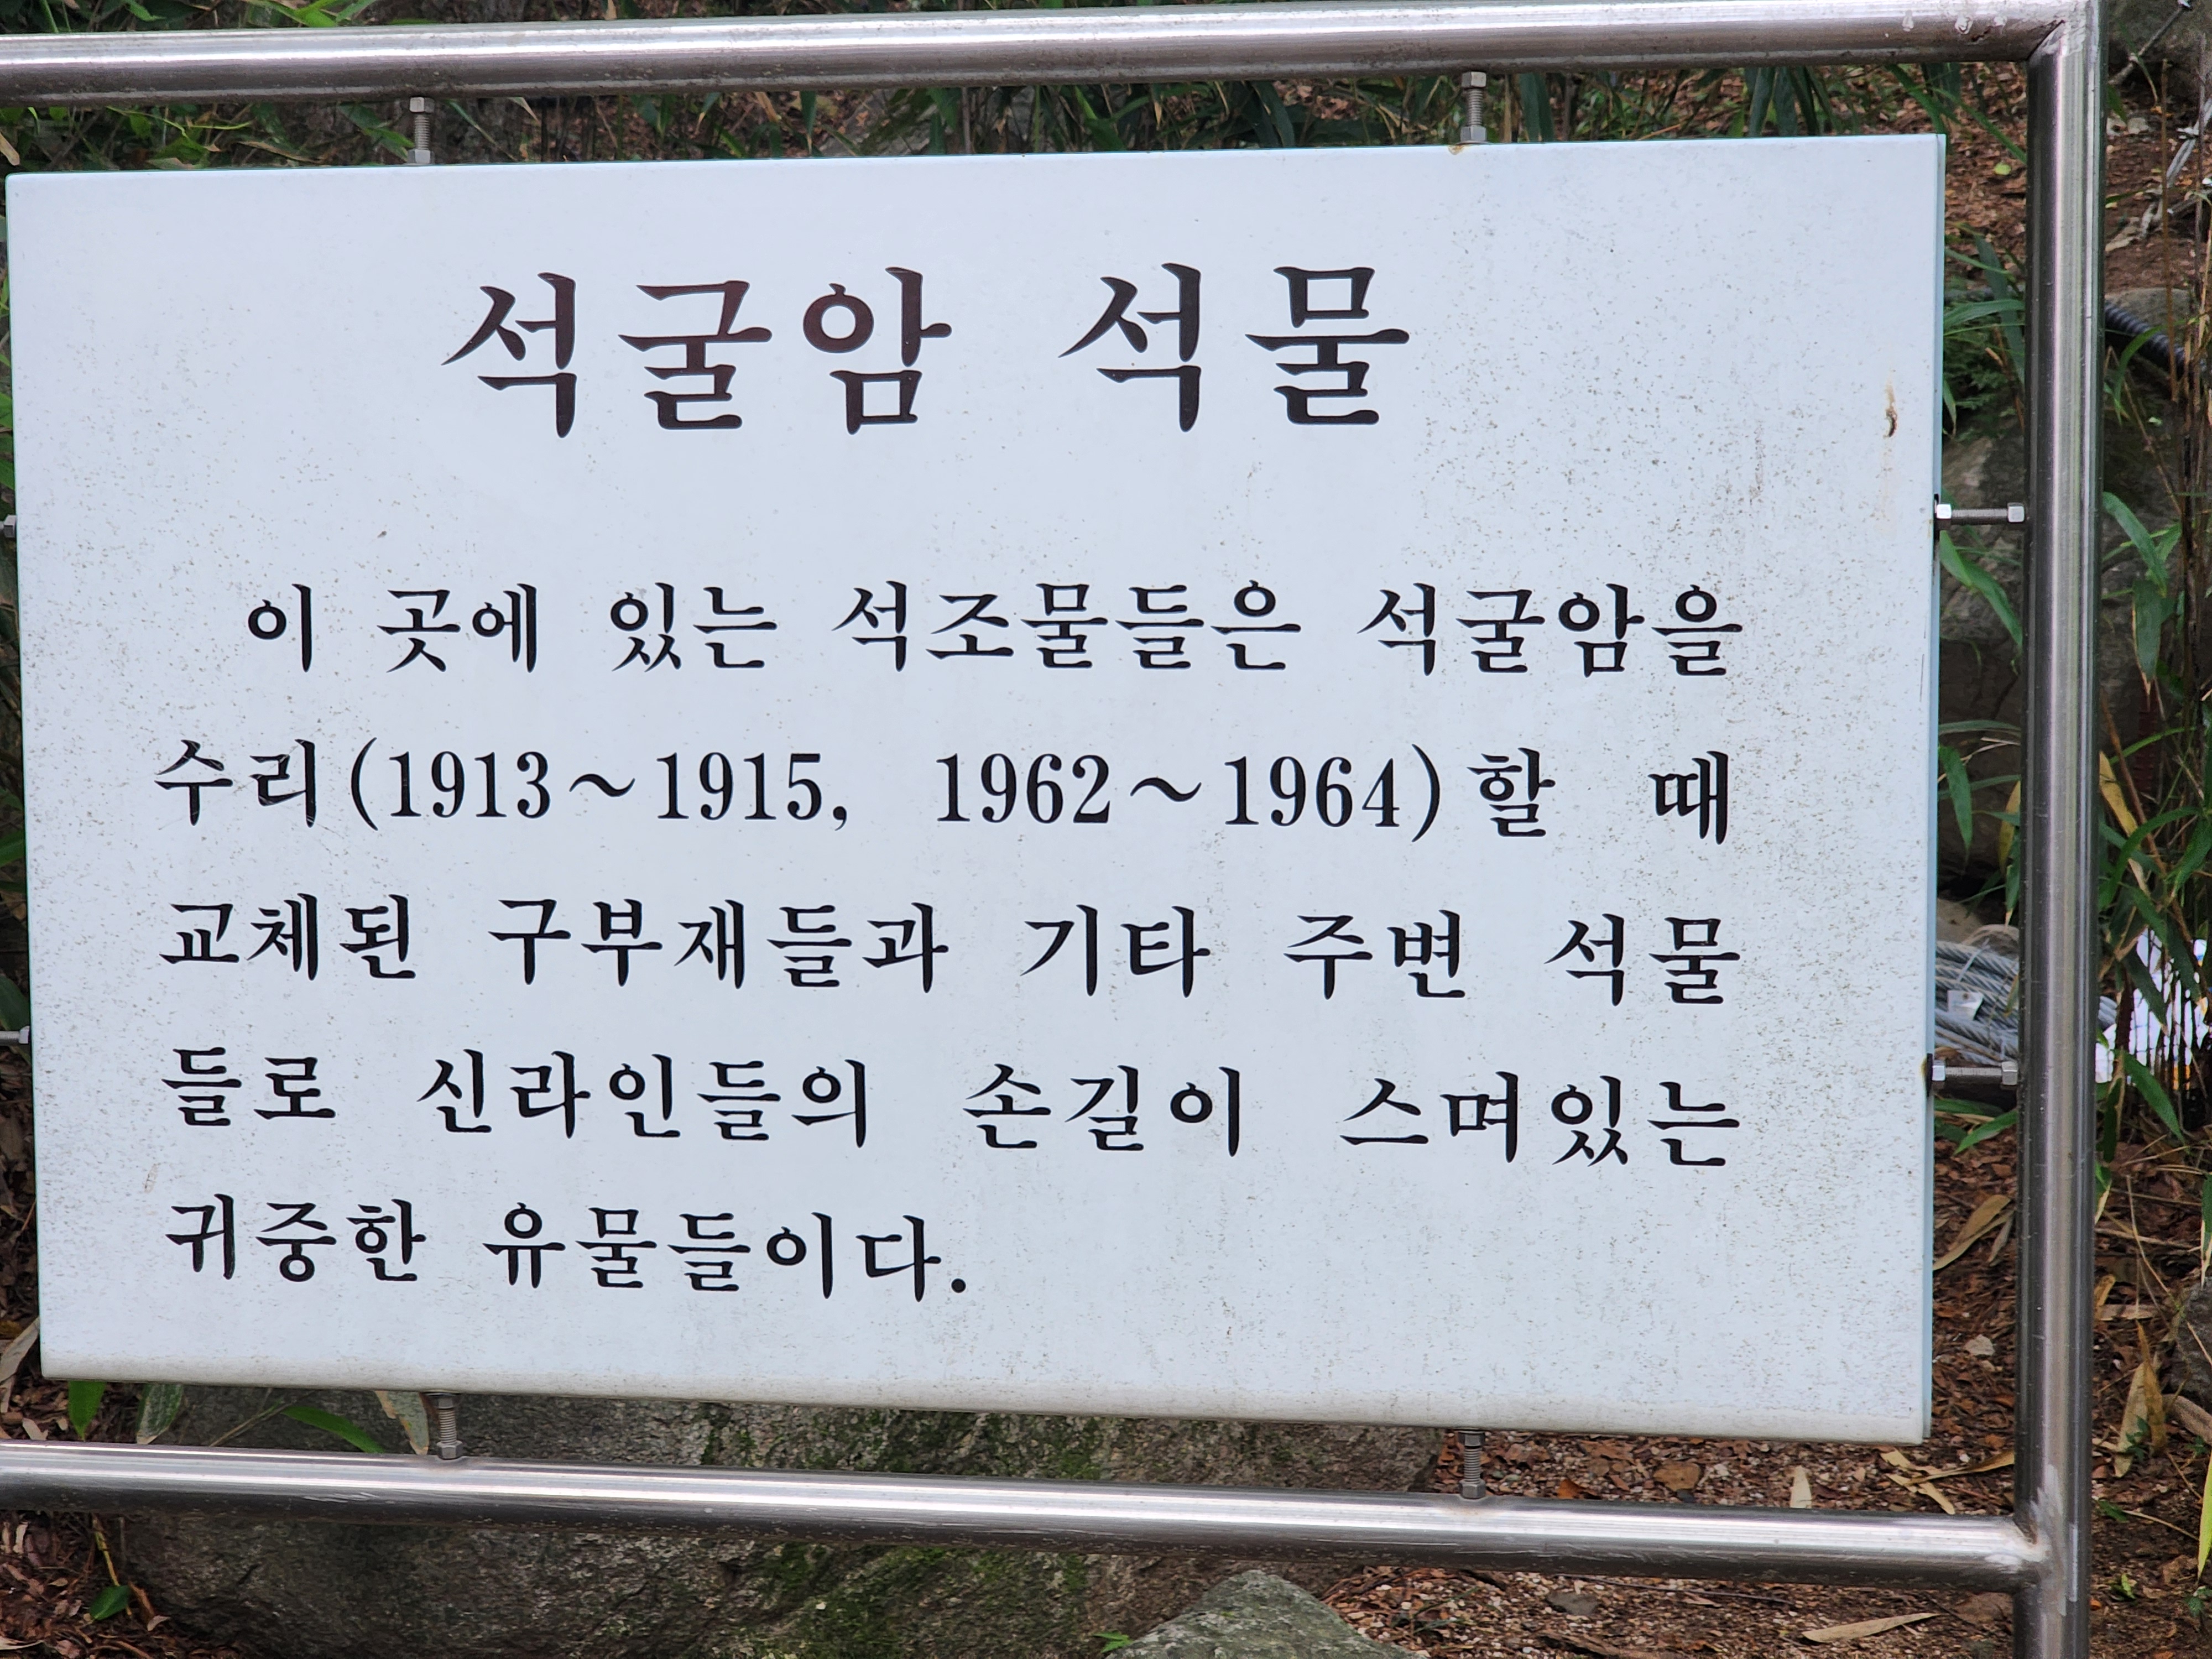 석굴암 석물
이 곳에 있는 석조물들은 석굴암을
수리(1913~1915, 1962~1964)할 때
교체된 구부재들과 기타 주변 석물
들로 신라인들의 손길이 스며있는
귀중한 유물들이다.